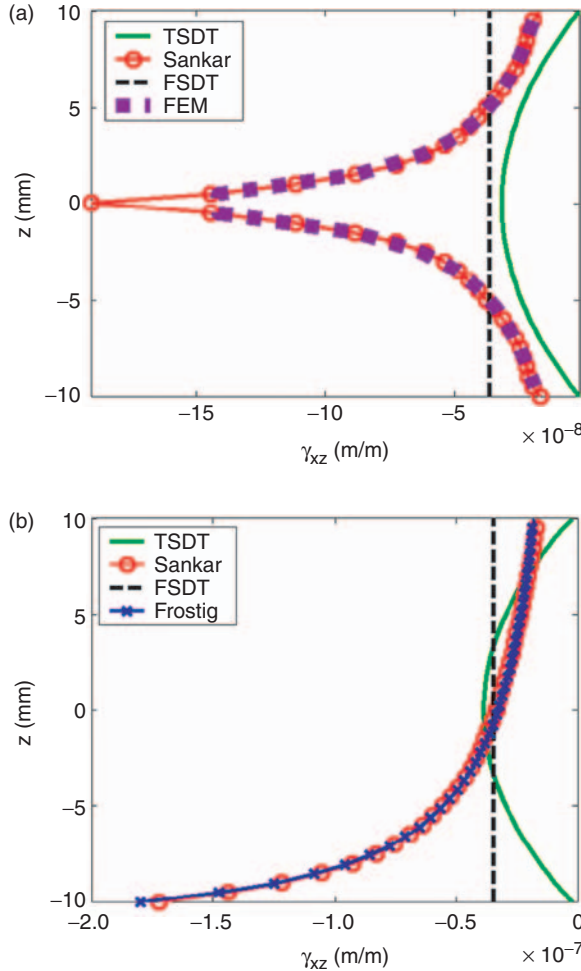 (a)
TSDT
Sankar
FSDT
FEM
10
5
0
−5
−10
z (mm)
−15
−10
−5
× 10⁻⁸
γxz (m/m)
(b)
TSDT
Sankar
FSDT
Frostig
10
5
0
−5
−10
z (mm)
−2.0
−1.5
−1.0
−0.5
0
× 10⁻⁷
γxz (m/m)